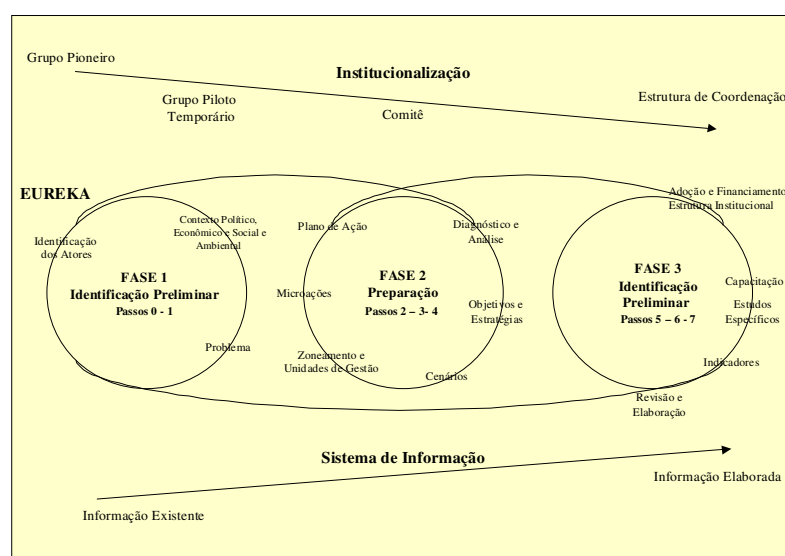 Grupo Pioneiro
Institucionalização
Grupo Piloto
Temporário
Comitê
Estrutura de Coordenação
EUREKA
Identificação
dos Atores
Contexto Político,
Econômico e Social e
Ambiental
FASE 1
Identificação Preliminar
Passos 0 - 1
Problema
Plano de Ação
Diagnóstico e
Análise
Microações
FASE 2
Preparação
Passos 2 – 3- 4
Objetivos e
Estratégias
Zoneamento e
Unidades de Gestão
Cenários
Adoção e Financiamento
Estrutura Institucional
FASE 3
Identificação
Preliminar
Passos 5 – 6 - 7
Capacitação
Estudos
Específicos
Indicadores
Revisão e
Elaboração
Sistema de Informação
Informação Elaborada
Informação Existente